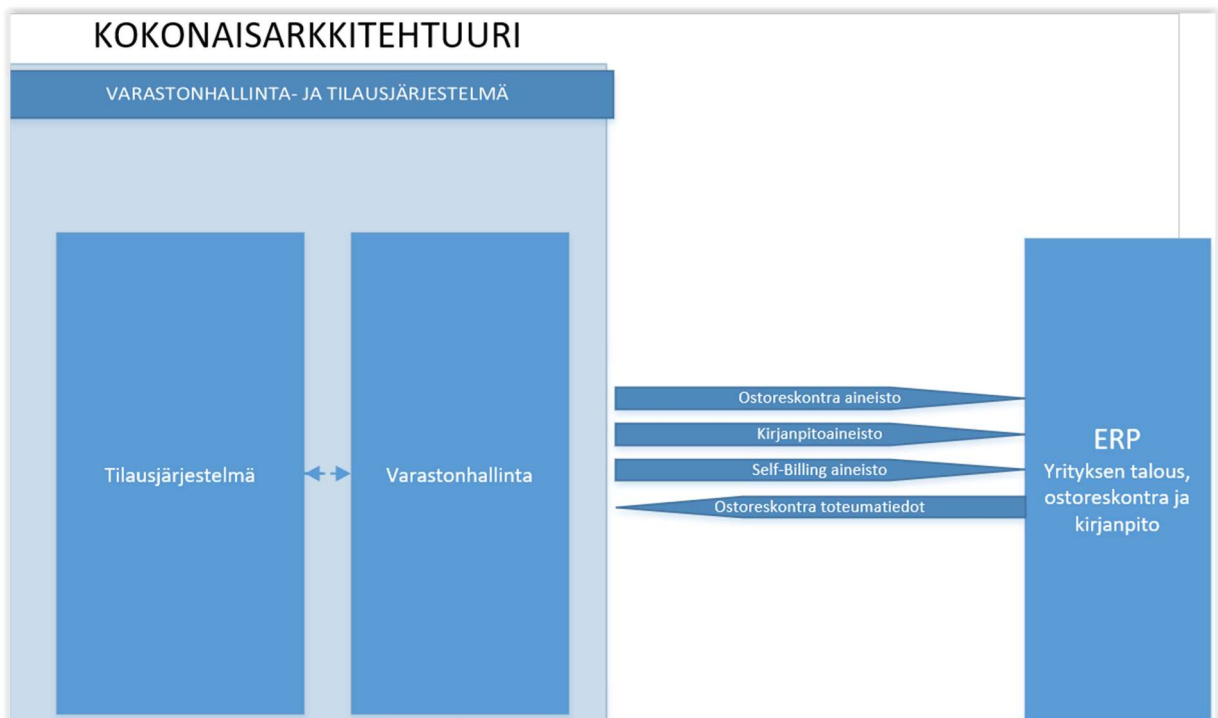 KOKONAISARKKITEHTUURI
VARASTONHALLINTA- JA TILAUSJÄRJESTELMÄ
Tilausjärjestelmä
Varastonhallinta
Ostoreskontra aineisto
Kirjanpitoaineisto
Self-Billing aineisto
Ostoreskontra toteumatiedot
ERP
Yrityksen talous,
ostoreskontra ja
kirjanpito